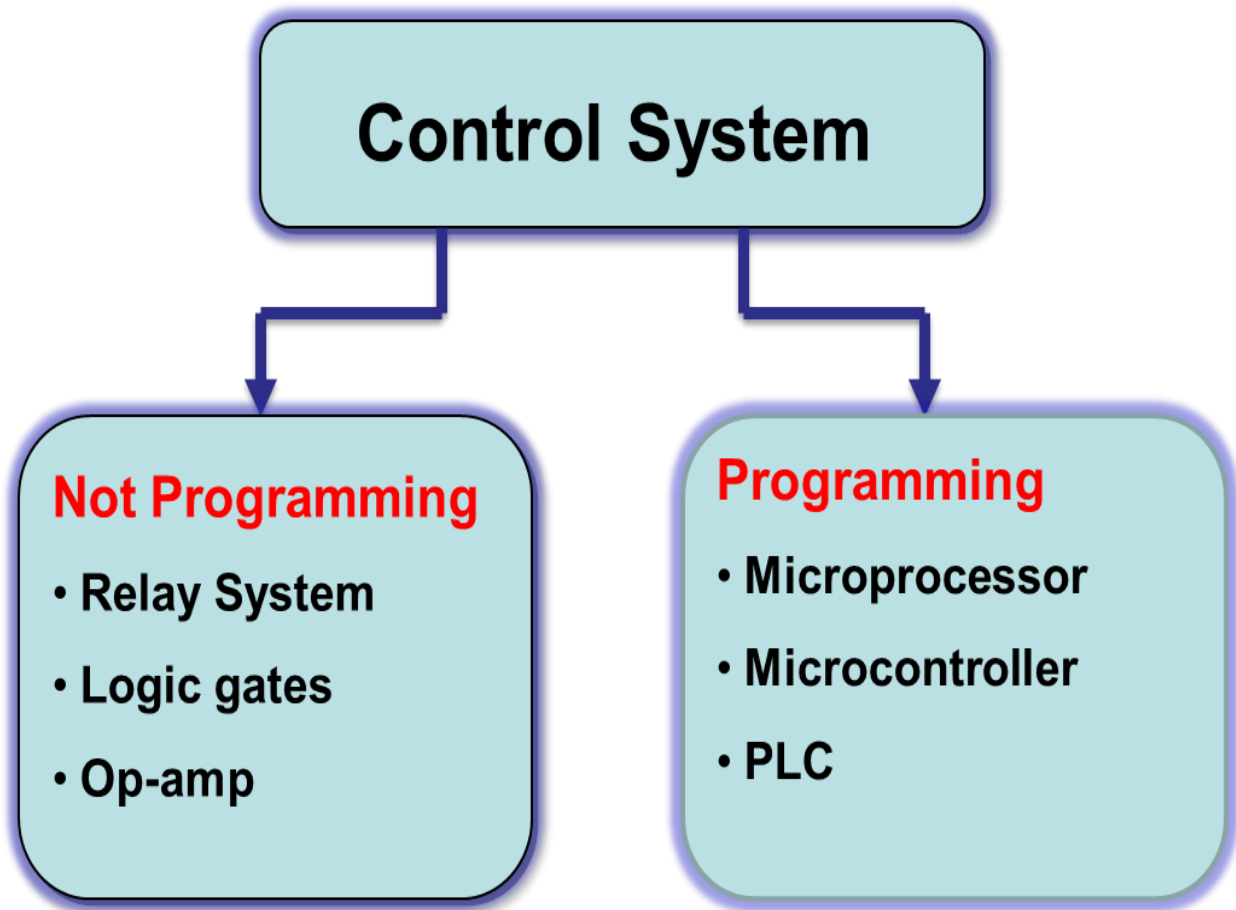 Control System
Not Programming
• Relay System
• Logic gates
• Op-amp
Programming
• Microprocessor
• Microcontroller
• PLC